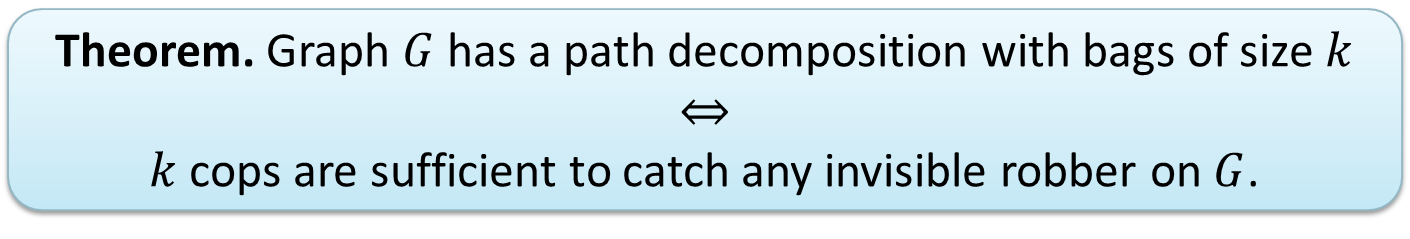 Theorem. Graph G has a path decomposition with bags of size k
⇔
k cops are sufficient to catch any invisible robber on G.